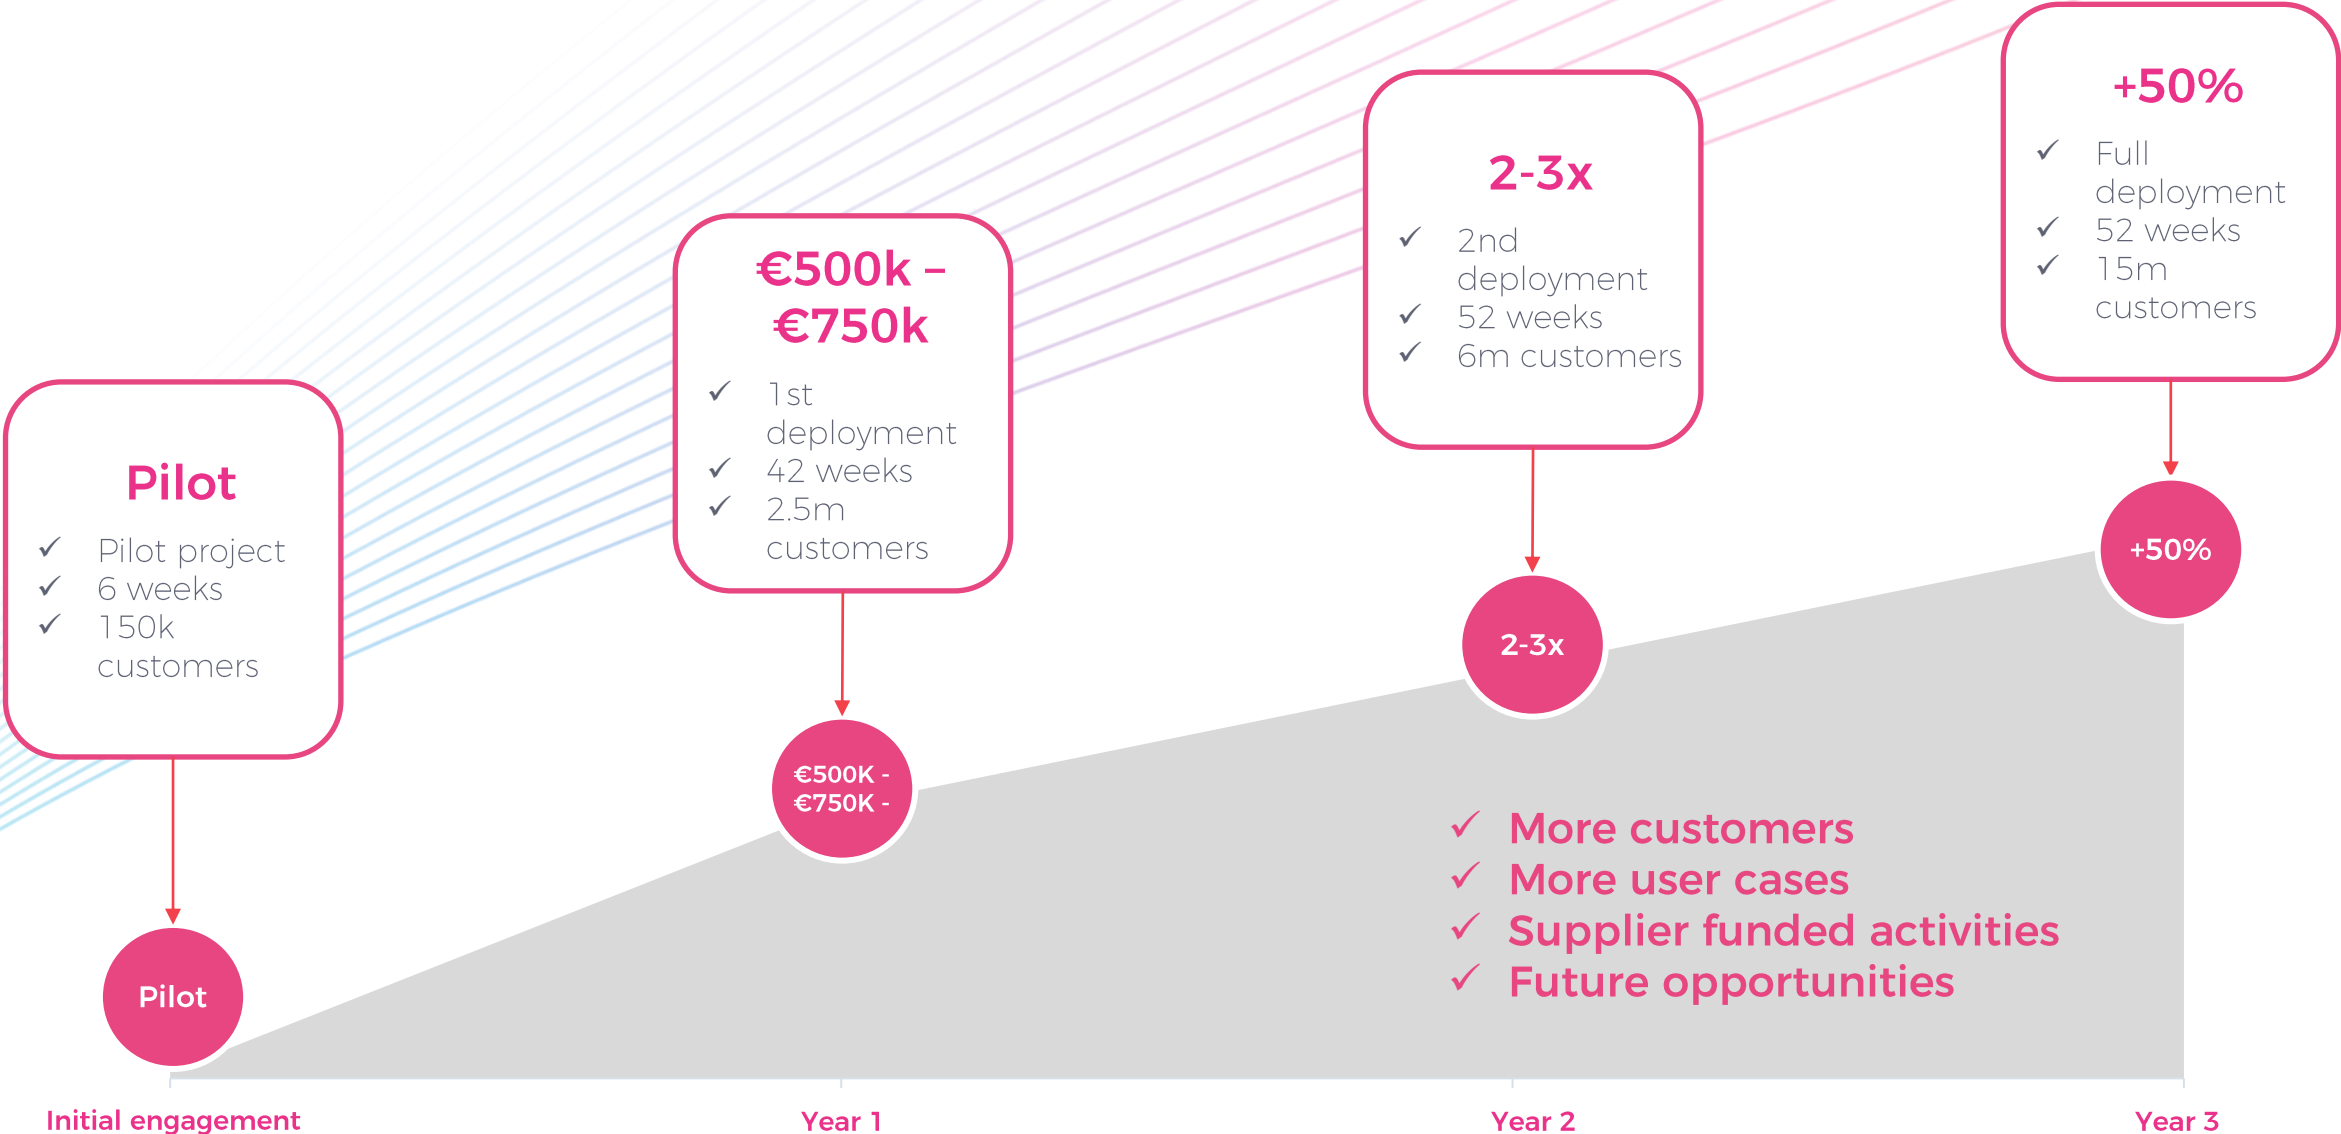 Pilot
✓ Pilot project
✓ 6 weeks
✓ 150k
customers
€500k –
€750k
✓ 1st
deployment
✓ 42 weeks
✓ 2.5m
customers
2-3x
✓ 2nd
deployment
✓ 52 weeks
✓ 6m customers
+50%
✓ Full
deployment
✓ 52 weeks
✓ 15m
customers
Pilot
€500K -
€750K -
2-3x
+50%
✓ More customers
✓ More user cases
✓ Supplier funded activities
✓ Future opportunities
Initial engagement
Year 1
Year 2
Year 3